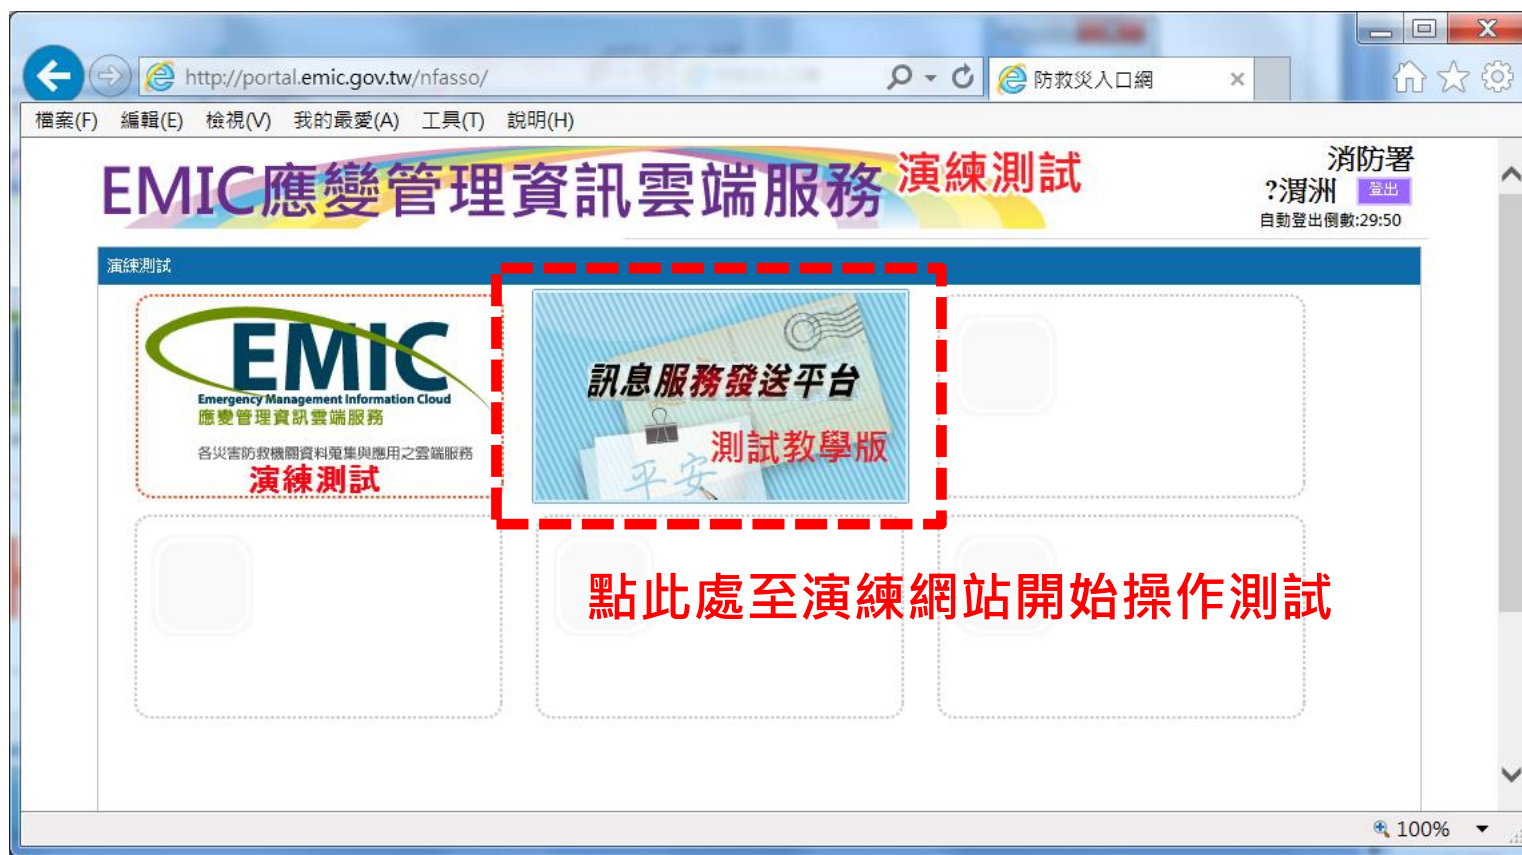 http://portal.emic.gov.tw/nfasso/
防救災入口網
檔案(F) 編輯(E) 檢視(V) 我的最愛(A) 工具(T) 說明(H)
EMIC應變管理資訊雲端服務 演練測試
消防署
?渭洲 登出
自動登出倒數:29:50
演練測試
EMIC
Emergency Management Information Cloud
應變管理資訊雲端服務
各災害防救機關資料蒐集與應用之雲端服務
演練測試
訊息服務發送平台
測試教學版
平安
點此處至演練網站開始操作測試
100%